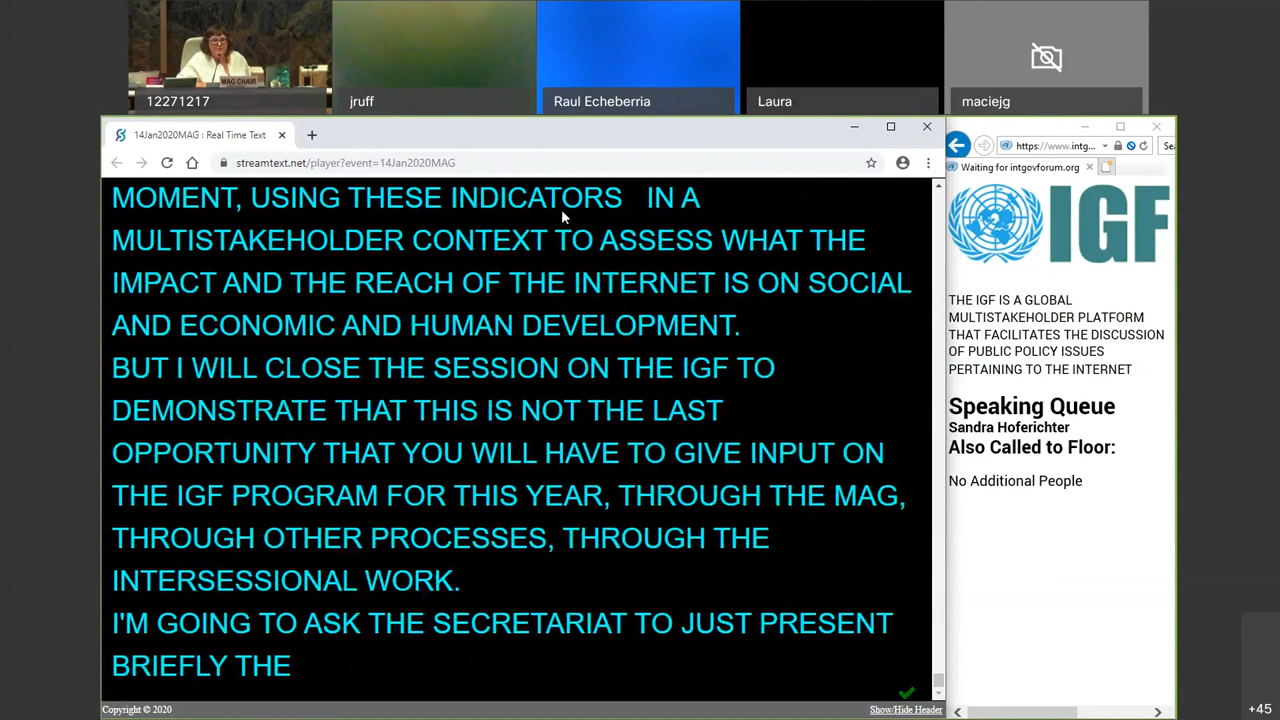 MAG CHAIR
12271217
jruff
Raul Echeberria
Laura
maciejg
14Jan2020MAG : Real Time Text
streamtext.net/player?event=14Jan2020MAG
MOMENT, USING THESE INDICATORS IN A
MULTISTAKEHOLDER CONTEXT TO ASSESS WHAT THE
IMPACT AND THE REACH OF THE INTERNET IS ON SOCIAL
AND ECONOMIC AND HUMAN DEVELOPMENT.
BUT I WILL CLOSE THE SESSION ON THE IGF TO
DEMONSTRATE THAT THIS IS NOT THE LAST
OPPORTUNITY THAT YOU WILL HAVE TO GIVE INPUT ON
THE IGF PROGRAM FOR THIS YEAR, THROUGH THE MAG,
THROUGH OTHER PROCESSES, THROUGH THE
INTERSESSIONAL WORK.
I'M GOING TO ASK THE SECRETARIAT TO JUST PRESENT
BRIEFLY THE
Copyright © 2020
Show/Hide Header
https://www.intg...
Sea
Waiting for intgovforum.org
IGF
THE IGF IS A GLOBAL
MULTISTAKEHOLDER PLATFORM
THAT FACILITATES THE DISCUSSION
OF PUBLIC POLICY ISSUES
PERTAINING TO THE INTERNET
Speaking Queue
Sandra Hoferichter
Also Called to Floor:
No Additional People
+45